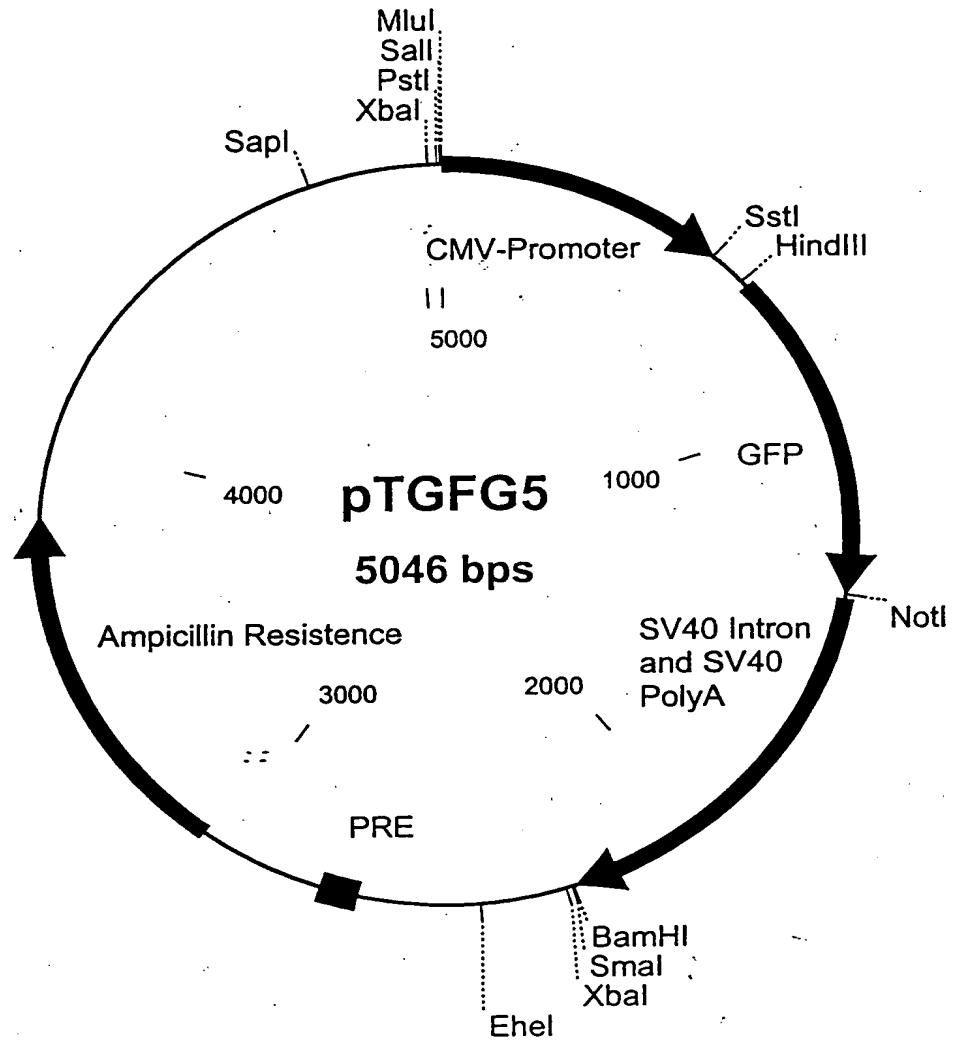 MluI
SalI
PstI
XbaI
SapI
SstI
HindIII
CMV-Promoter
5000
GFP
1000
4000
pTGFG5
5046 bps
NotI
Ampicillin Resistence
SV40 Intron
and SV40
PolyA
2000
3000
PRE
BamHI
SmaI
XbaI
EheI